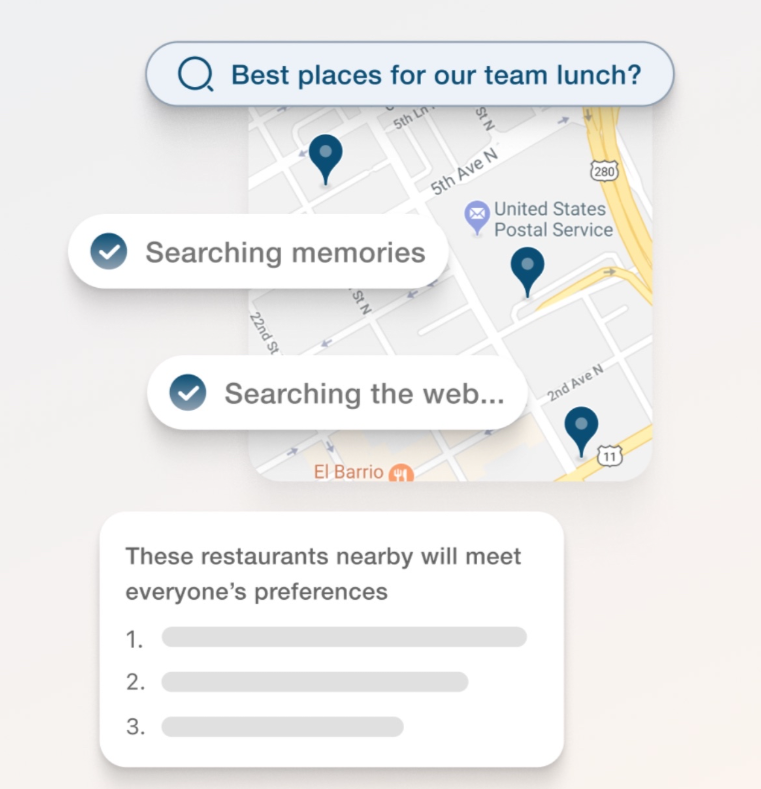 Best places for our team lunch?
5th Ln
St N
5th Ave N
280
United States
Postal Service
Searching memories
St N
22nd St
2nd Ave N
Searching the web...
11
El Barrio
These restaurants nearby will meet
everyone’s preferences
1.
2.
3.